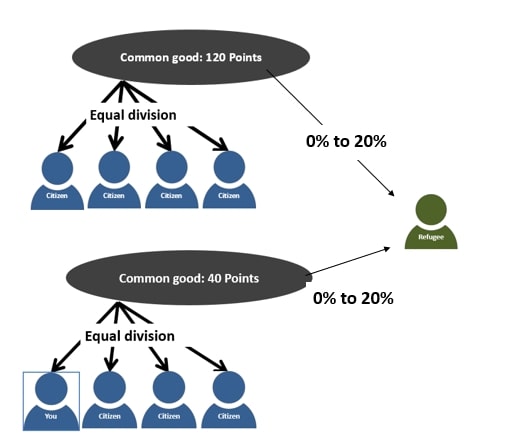 Common good: 120 Points
Equal division
0% to 20%
Citizen Citizen Citizen Citizen
Refugee
Common good: 40 Points
0% to 20%
Equal division
You Citizen Citizen Citizen